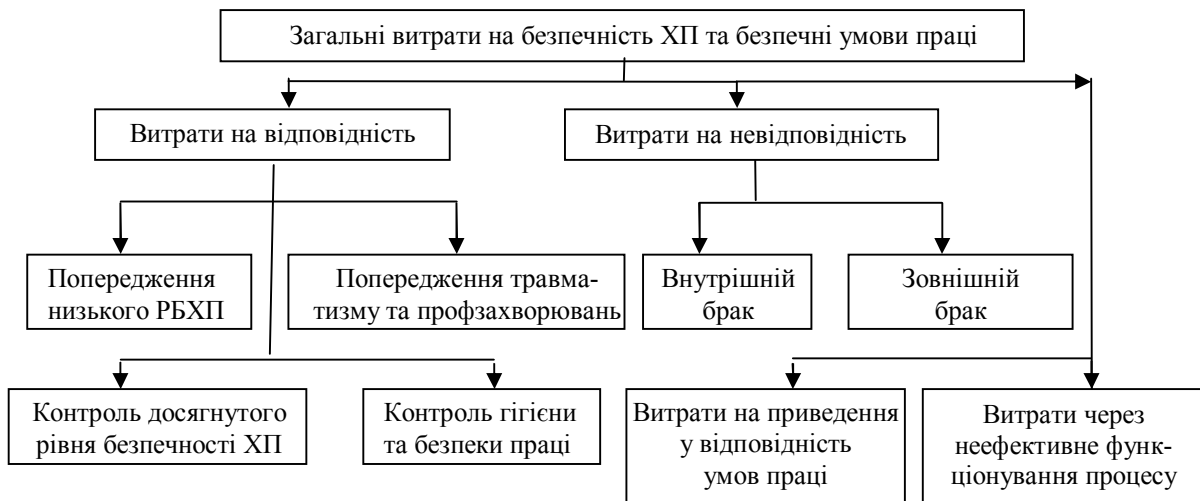 Загальні витрати на безпечність ХП та безпечні умови праці
Витрати на відповідність
Витрати на невідповідність
Попередження
низького РБХП
Попередження травма-
тизму та профзахворювань
Внутрішній
брак
Зовнішній
брак
Контроль досягнутого
рівня безпечності ХП
Контроль гігієни
та безпеки праці
Витрати на приведення
у відповідність
умов праці
Витрати через
неефективне функ-
ціонування процесу